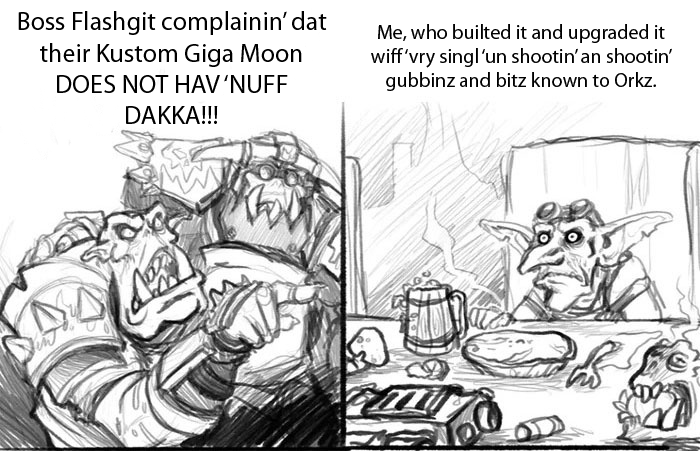 Boss Flashgit complainin’ dat
their Kustom Giga Moon
DOES NOT HAV ‘NUFF
DAKKA!!!
Me, who builted it and upgraded it
wiff ‘vry singl ‘un shootin’ an shootin’
gubbinz and bitz known to Orkz.